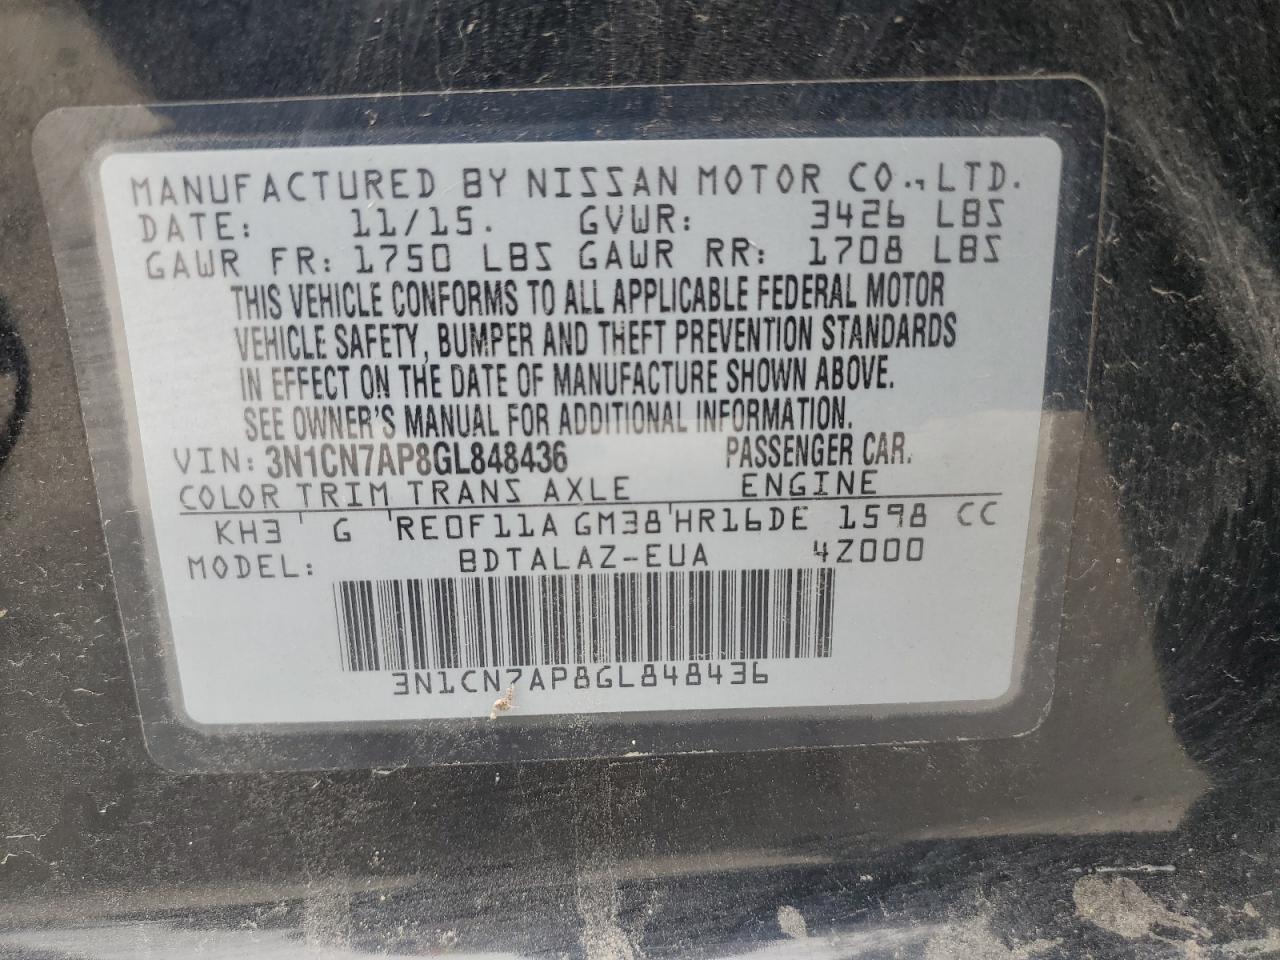 MANUFACTURED BY NISSAN MOTOR CO., LTD.
DATE: 11/15. GVWR: 3426 LBS
GAWR FR: 1750 LBS GAWR RR: 1708 LBS
THIS VEHICLE CONFORMS TO ALL APPLICABLE FEDERAL MOTOR
VEHICLE SAFETY, BUMPER AND THEFT PREVENTION STANDARDS
IN EFFECT ON THE DATE OF MANUFACTURE SHOWN ABOVE.
SEE OWNER'S MANUAL FOR ADDITIONAL INFORMATION.
VIN: 3N1CN7AP8GL848436 PASSENGER CAR.
COLOR TRIM TRANS AXLE ENGINE
KH3 G RE0F11A GM38 HR16DE 1598 CC
MODEL: BDTALAZ-EUA 4Z000
3N1CN7AP8GL848436